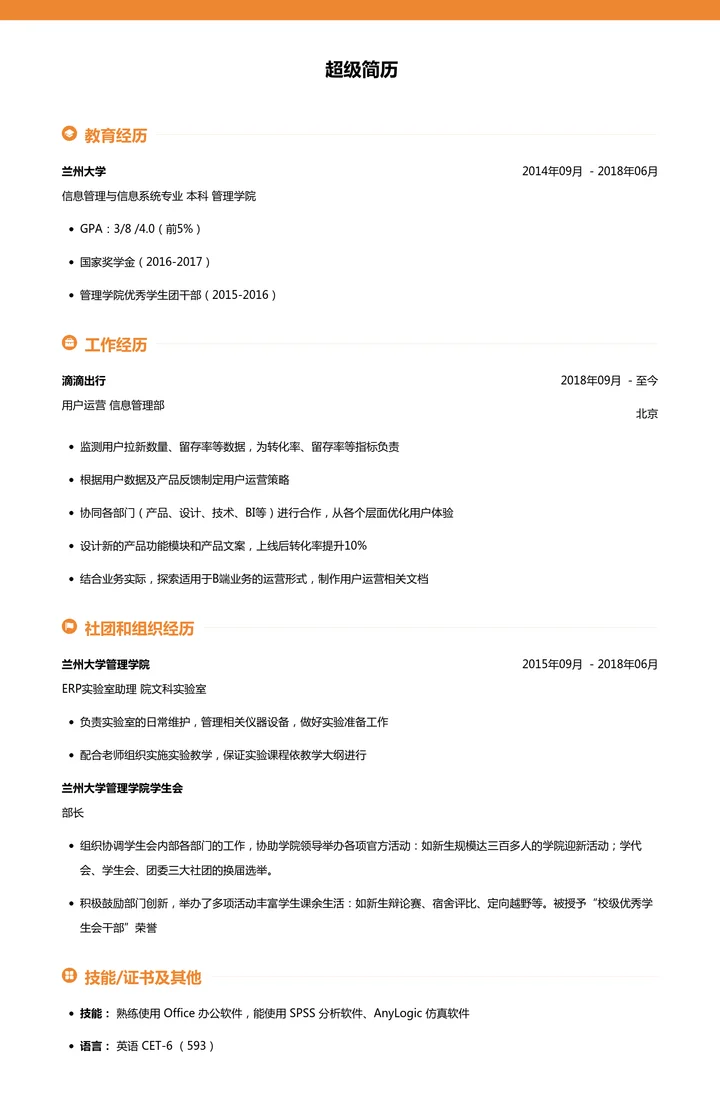 超级简历
教育经历
兰州大学 2014年09月 - 2018年06月
信息管理与信息系统专业 本科 管理学院
• GPA：3/8 /4.0（前5%）
• 国家奖学金（2016-2017）
• 管理学院优秀学生团干部（2015-2016）
工作经历
滴滴出行 2018年09月 - 至今
用户运营 信息管理部 北京
• 监测用户拉新数量、留存率等数据，为转化率、留存率等指标负责
• 根据用户数据及产品反馈制定用户运营策略
• 协同各部门（产品、设计、技术、BI等）进行合作，从各个层面优化用户体验
• 设计新的产品功能模块和产品文案，上线后转化率提升10%
• 结合业务实际，探索适用于B端业务的运营形式，制作用户运营相关文档
社团和组织经历
兰州大学管理学院 2015年09月 - 2018年06月
ERP实验室助理 院文科实验室
• 负责实验室的日常维护，管理相关仪器设备，做好实验准备工作
• 配合老师组织实施实验教学，保证实验课程依教学大纲进行
兰州大学管理学院学生会
部长
• 组织协调学生会内部各部门的工作，协助学院领导举办各项官方活动：如新生规模达三百多人的学院迎新活动；学代
会、学生会、团委三大社团的换届选举。
• 积极鼓励部门创新，举办了多项活动丰富学生课余生活：如新生辩论赛、宿舍评比、定向越野等。被授予“校级优秀学
生会干部”荣誉
技能/证书及其他
• 技能： 熟练使用 Office 办公软件，能使用 SPSS 分析软件、AnyLogic 仿真软件
• 语言： 英语 CET-6 （593）